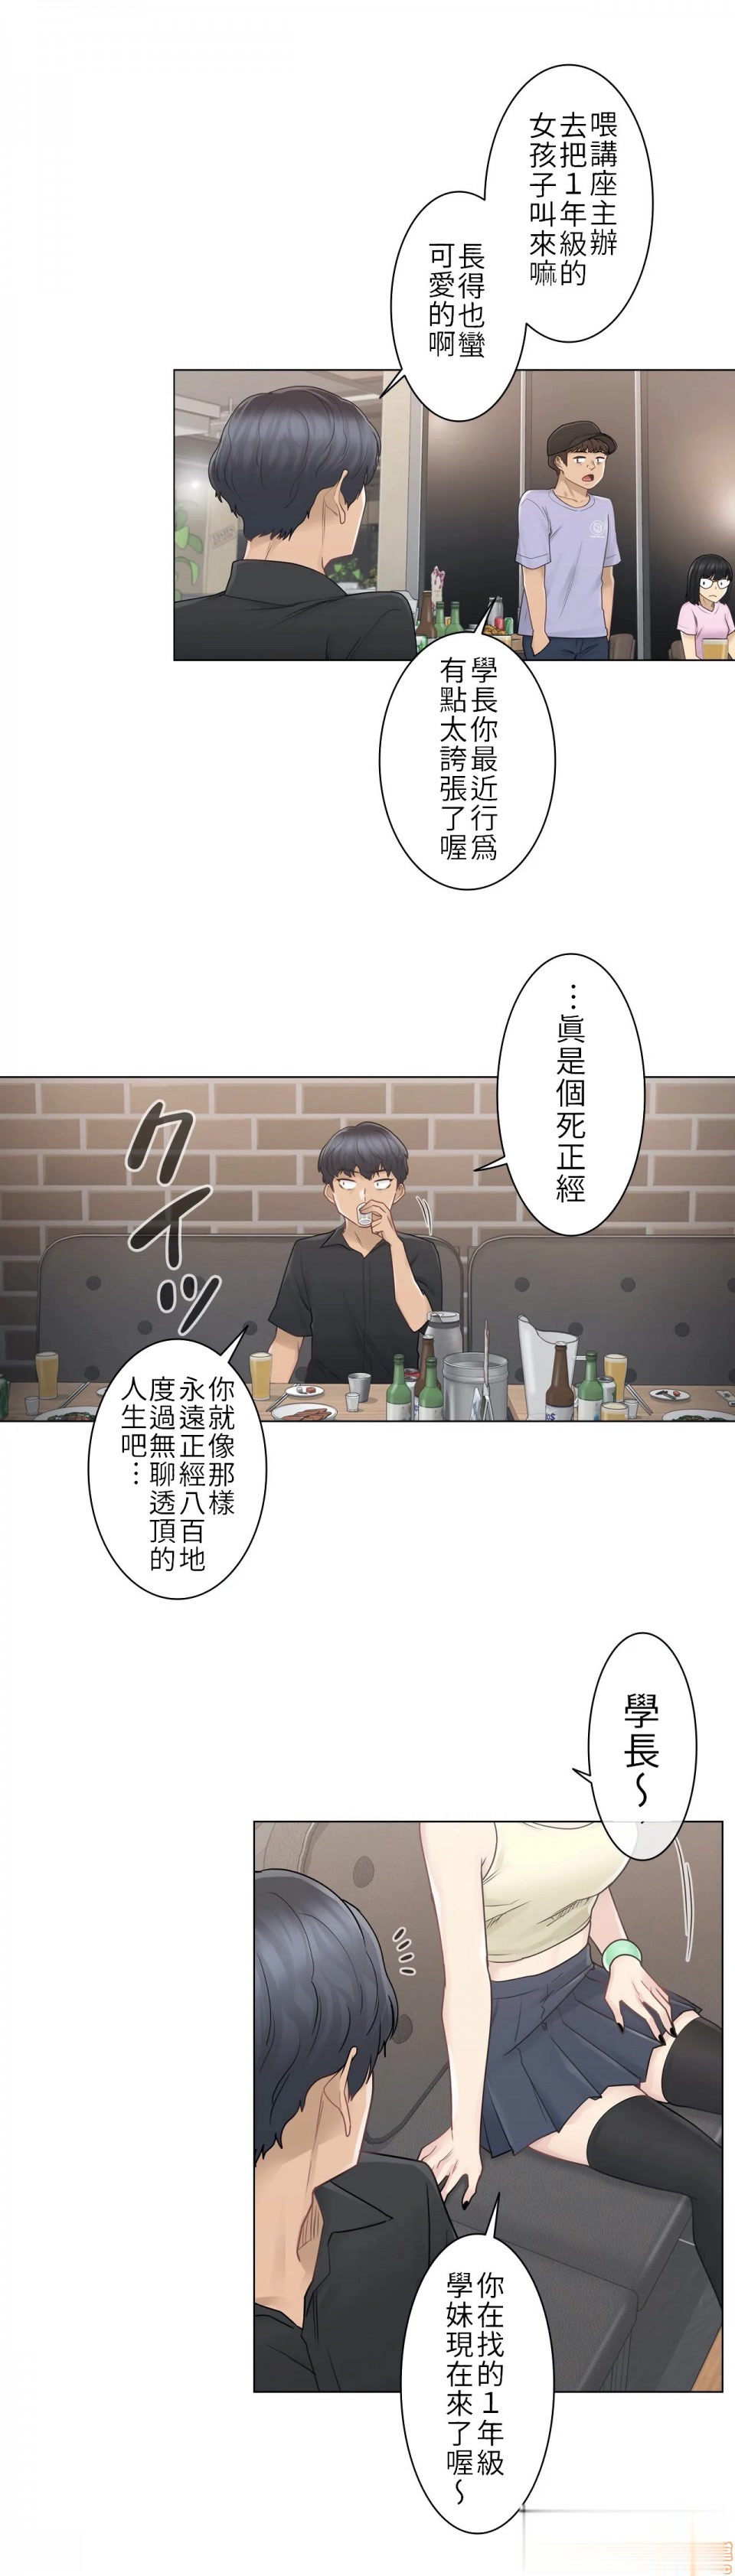 喂講座主辦
去把1年級的
女孩子叫來嘛
長得也蠻
可愛的啊
學長你最近行爲
有點太誇張了喔
…眞是個死正經
クイッ
你就像那樣
永遠正經八百地
度過無聊透頂的
人生吧…
學長～
你在找的1年級
學妹現在來了喔～